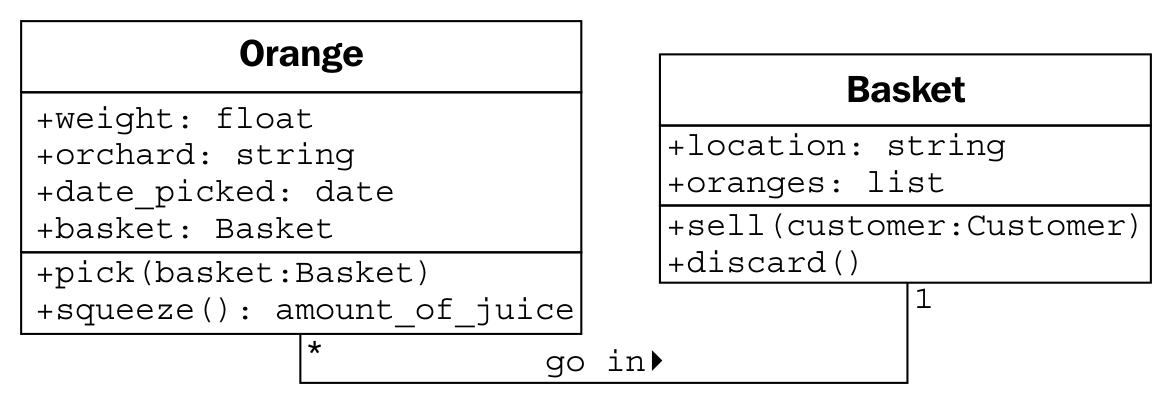 Orange
+weight: float
+orchard: string
+date_picked: date
+basket: Basket
+pick(basket:Basket)
+squeeze(): amount_of_juice
Basket
+location: string
+oranges: list
+sell(customer:Customer)
+discard()
*
go in
1